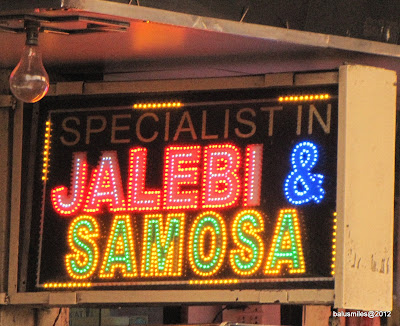 SPECIALIST IN
JALEBI &
SAMOSA
balusmiles@2012